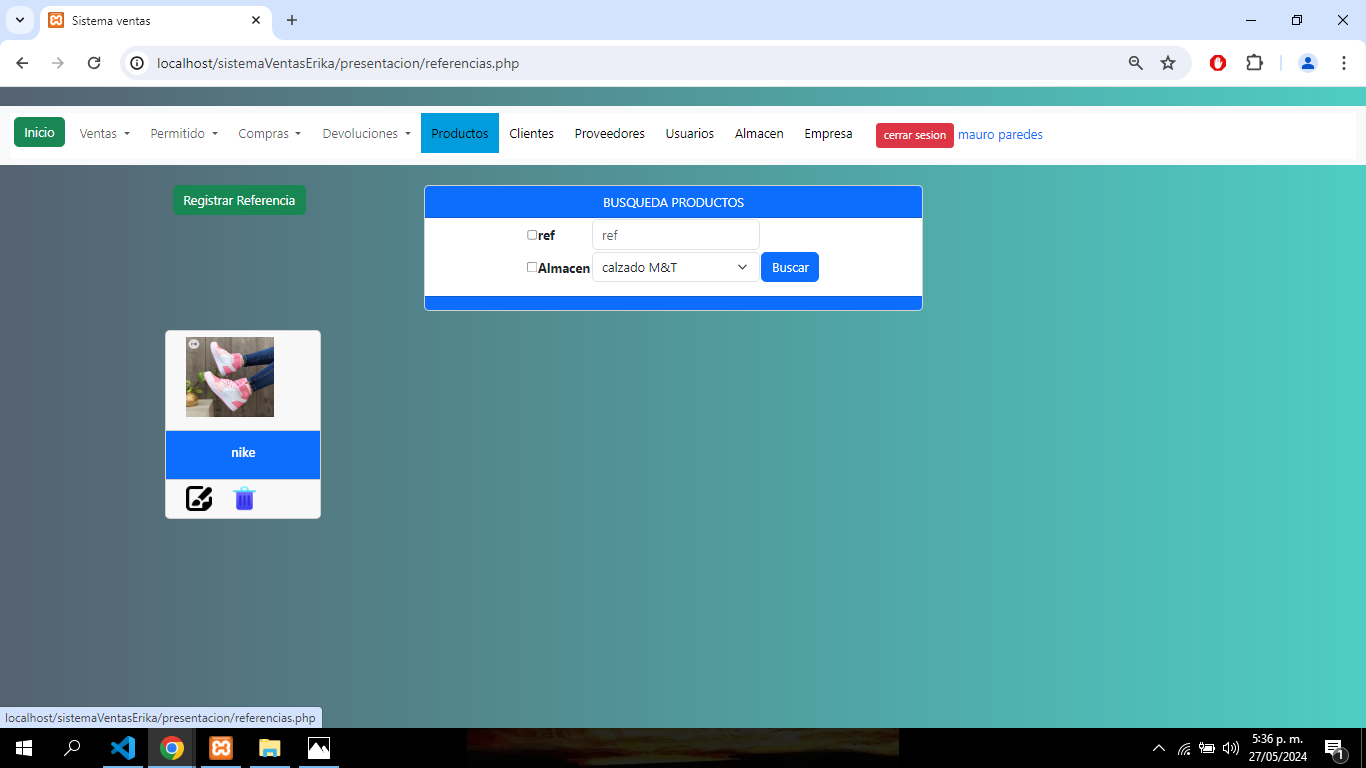 Sistema ventas
localhost/sistemaVentasErika/presentacion/referencias.php
Inicio Ventas Permitido Compras Devoluciones Productos Clientes Proveedores Usuarios Almacen Empresa cerrar sesion mauro paredes
Registrar Referencia
BUSQUEDA PRODUCTOS
ref ref
Almacen calzado M&T Buscar
nike
localhost/sistemaVentasErika/presentacion/referencias.php
5:36 p. m.
27/05/2024
1